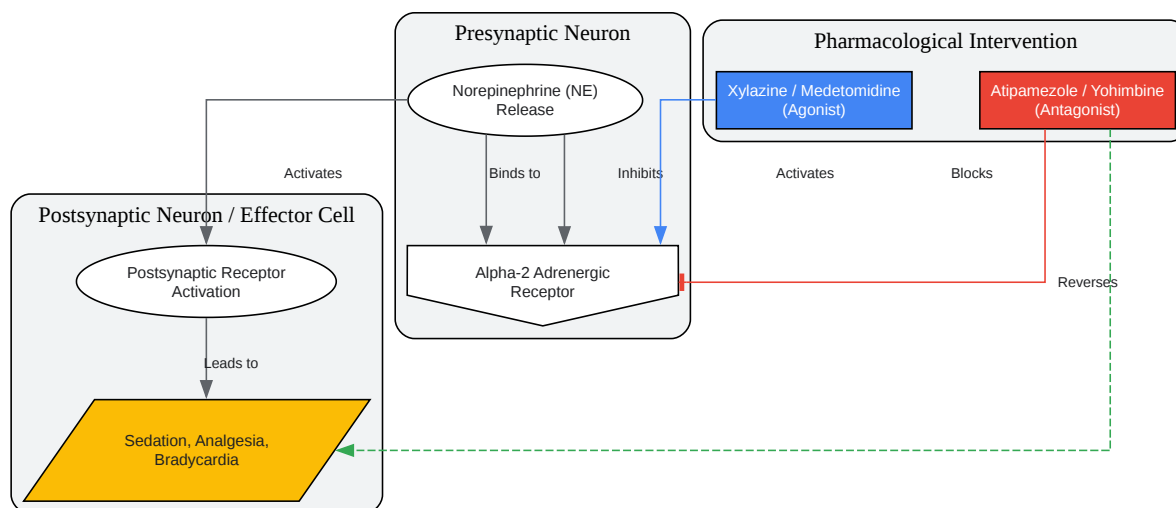 Presynaptic Neuron
Pharmacological Intervention
Norepinephrine (NE)
Release
Xylazine / Medetomidine
(Agonist)
Atipamezole / Yohimbine
(Antagonist)
Activates
Binds to
Inhibits
Activates
Blocks
Postsynaptic Neuron / Effector Cell
Postsynaptic Receptor
Activation
Alpha-2 Adrenergic
Receptor
Reverses
Leads to
Sedation, Analgesia,
Bradycardia